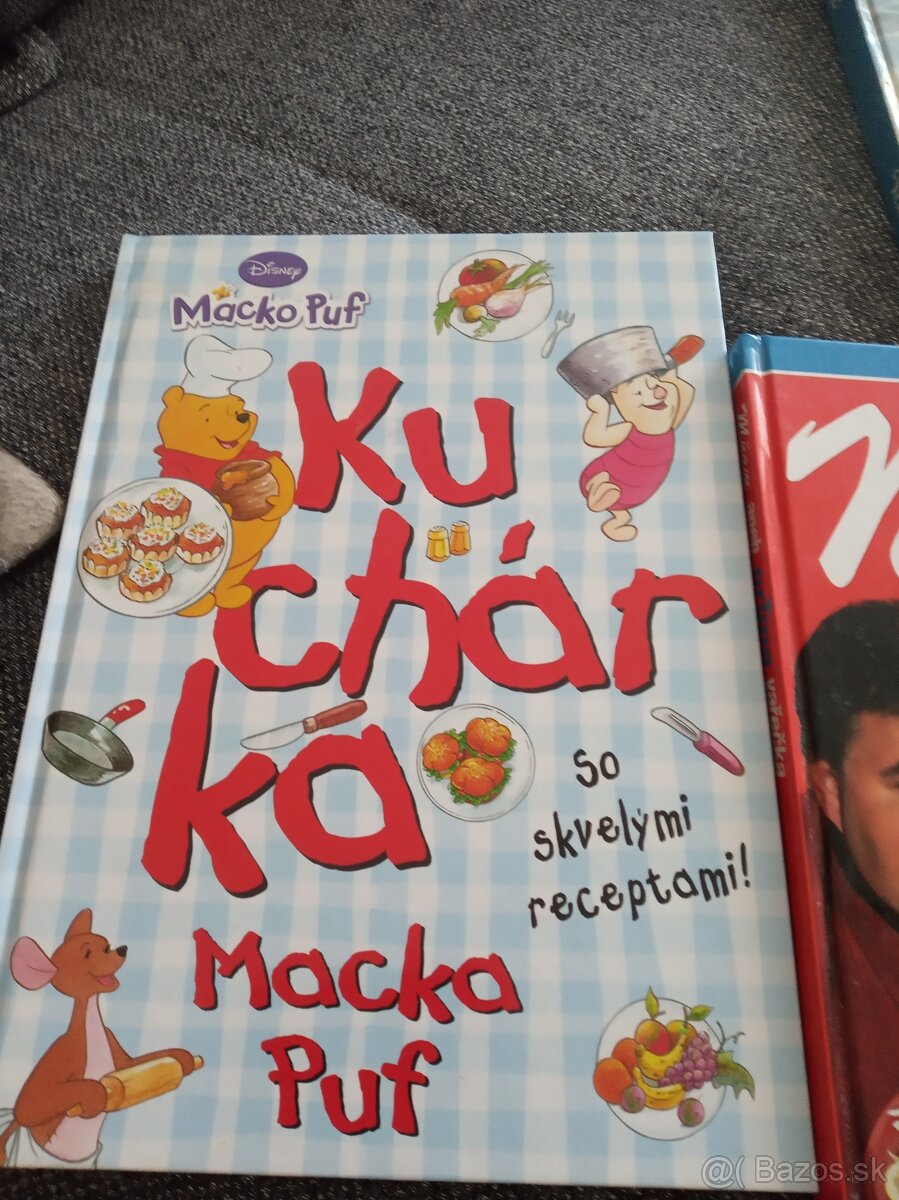 Disney
Macko Puf
Ku
chár
ka
so
skvelými
receptami!
Macka
Puf
@( Bazos.sk